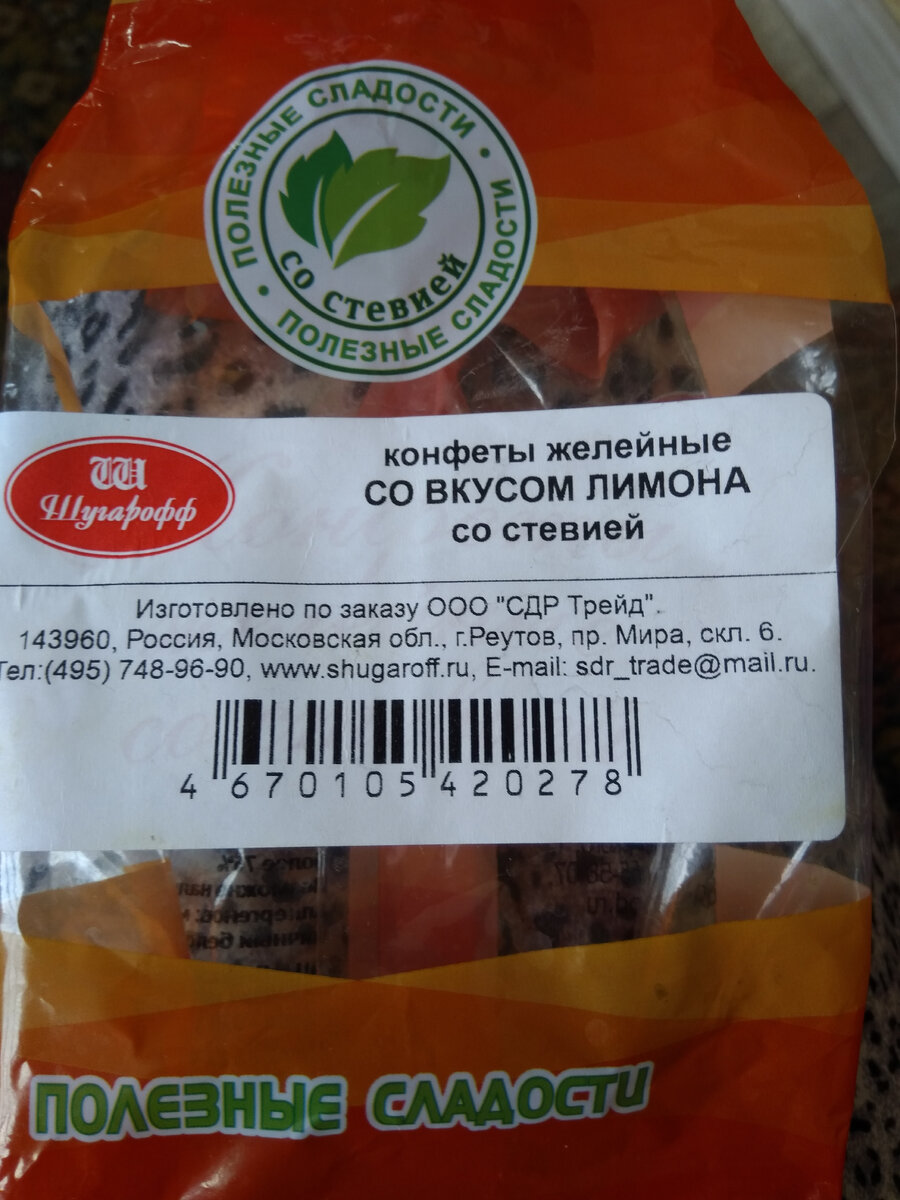 ПОЛЕЗНЫЕ СЛАДОСТИ • ПОЛЕЗНЫЕ СЛАДОСТИ •
со стевией
Ш
Шугарофф
конфеты желейные
СО ВКУСОМ ЛИМОНА
со стевией
Изготовлено по заказу ООО "СДР Трейд".
143960, Россия, Московская обл., г.Реутов, пр. Мира, скл. 6.
Тел:(495) 748-96-90, www.shugaroff.ru, E-mail: sdr_trade@mail.ru.
4 670105 420278
ПОЛЕЗНЫЕ СЛАДОСТИ